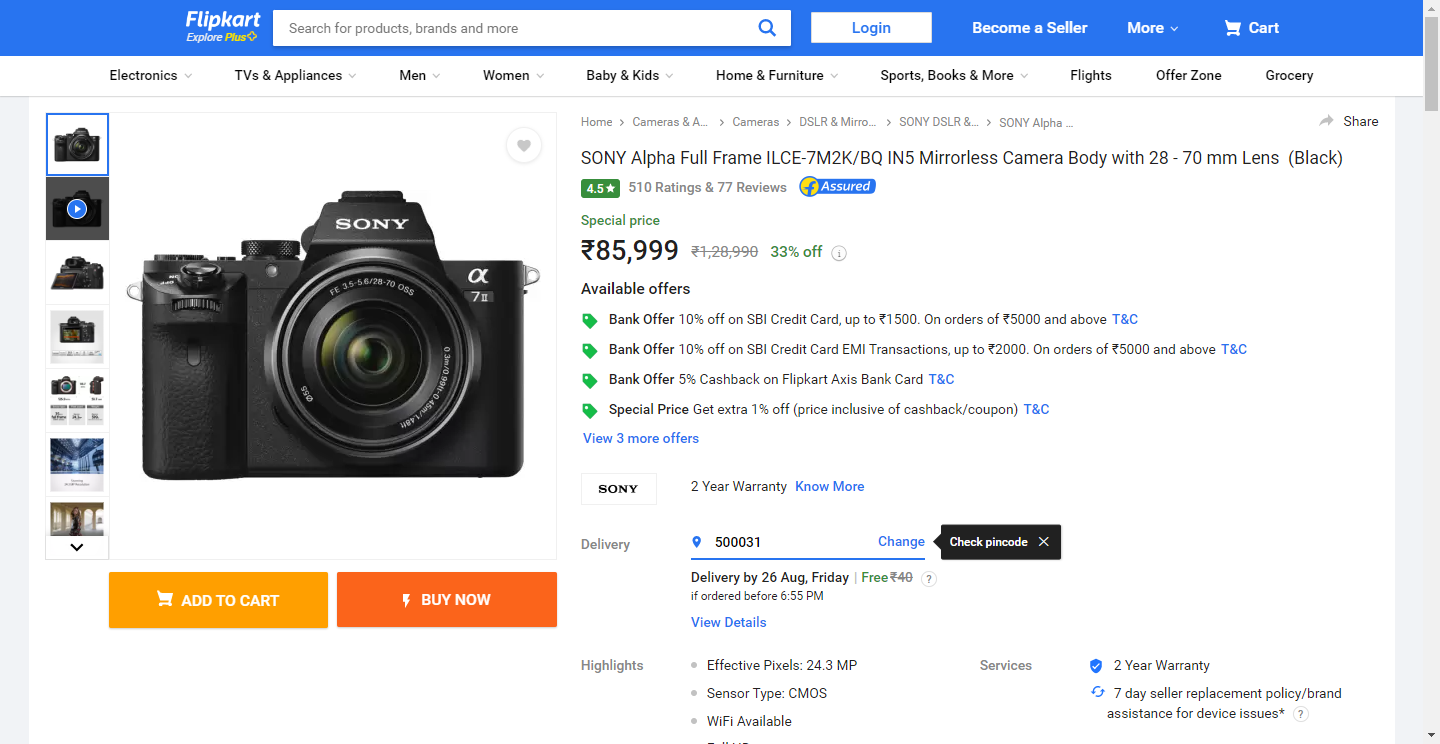 Flipkart
Explore Plus
Search for products, brands and more
Login
Become a Seller
More
Cart
Electronics
TVs & Appliances
Men
Women
Baby & Kids
Home & Furniture
Sports, Books & More
Flights
Offer Zone
Grocery
Home
Cameras & A...
Cameras
DSLR & Mirro...
SONY DSLR &...
SONY Alpha ...
Share
SONY Alpha Full Frame ILCE-7M2K/BQ IN5 Mirrorless Camera Body with 28 - 70 mm Lens (Black)
4.5
510 Ratings & 77 Reviews
Assured
Special price
₹85,999 ₹1,28,990 33% off
Available offers
Bank Offer 10% off on SBI Credit Card, up to ₹1500. On orders of ₹5000 and above T&C
Bank Offer 10% off on SBI Credit Card EMI Transactions, up to ₹2000. On orders of ₹5000 and above T&C
Bank Offer 5% Cashback on Flipkart Axis Bank Card T&C
Special Price Get extra 1% off (price inclusive of cashback/coupon) T&C
View 3 more offers
SONY
2 Year Warranty Know More
Delivery
500031
Change
Check pincode
Delivery by 26 Aug, Friday | Free ₹40 ?
if ordered before 6:55 PM
View Details
Highlights
Effective Pixels: 24.3 MP
Sensor Type: CMOS
WiFi Available
Services
2 Year Warranty
7 day seller replacement policy/brand
assistance for device issues* ?
SONY
α
7II
FE 3.5-5.6/28-70 OSS
0.3m/0.99ft-0.45m/1.48ft
Ø55
ON
OFF
ADD TO CART
BUY NOW